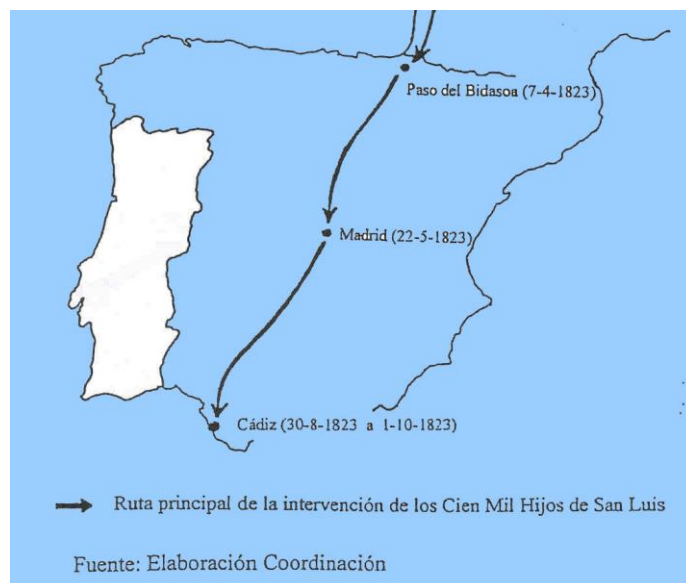 Paso del Bidasoa (7-4-1823)
Madrid (22-5-1823)
Cádiz (30-8-1823 a 1-10-1823)
Ruta principal de la intervención de los Cien Mil Hijos de San Luis
Fuente: Elaboración Coordinación